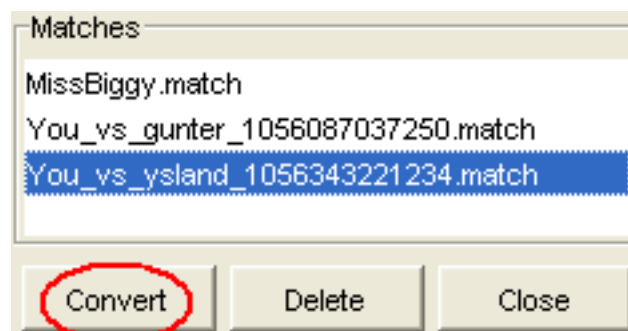 Matches
MissBiggy.match
You_vs_gunter_1056087037250.match
You_vs_ysland_1056343221234.match
Convert Delete Close